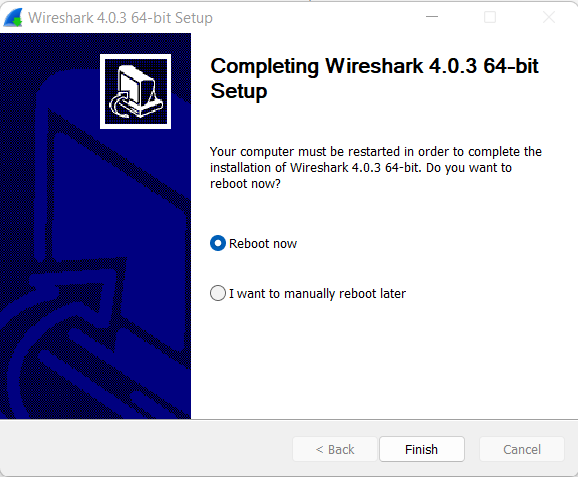 Wireshark 4.0.3 64-bit Setup
Completing Wireshark 4.0.3 64-bit
Setup
Your computer must be restarted in order to complete the
installation of Wireshark 4.0.3 64-bit. Do you want to
reboot now?
Reboot now
I want to manually reboot later
< Back
Finish
Cancel